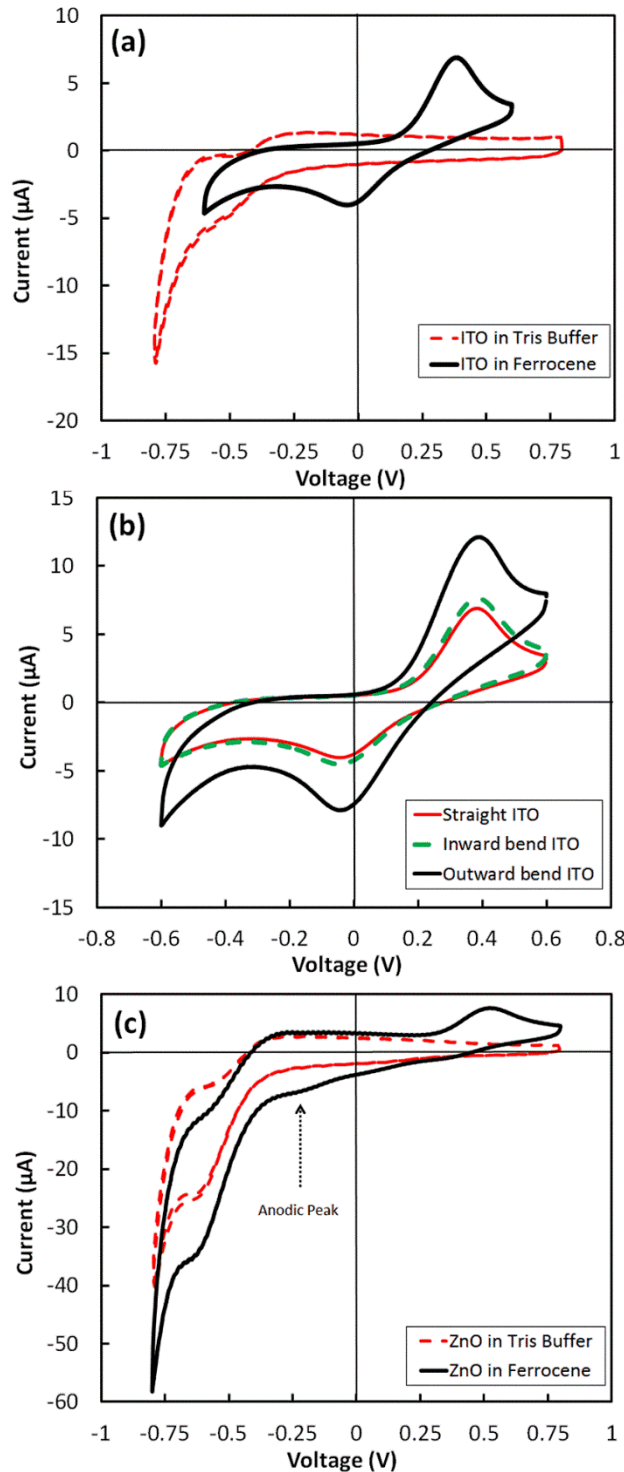 (a)
10
5
0
-5
-10
-15
-20
Current (µA)
ITO in Tris Buffer
ITO in Ferrocene
-1 -0.75 -0.5 -0.25 0 0.25 0.5 0.75 1
Voltage (V)
(b)
15
10
5
0
-5
-10
-15
Current (µA)
Straight ITO
Inward bend ITO
Outward bend ITO
-0.8 -0.6 -0.4 -0.2 0 0.2 0.4 0.6 0.8
Voltage (V)
(c)
10
0
-10
-20
-30
-40
-50
-60
Current (µA)
Anodic Peak
ZnO in Tris Buffer
ZnO in Ferrocene
-1 -0.75 -0.5 -0.25 0 0.25 0.5 0.75 1
Voltage (V)